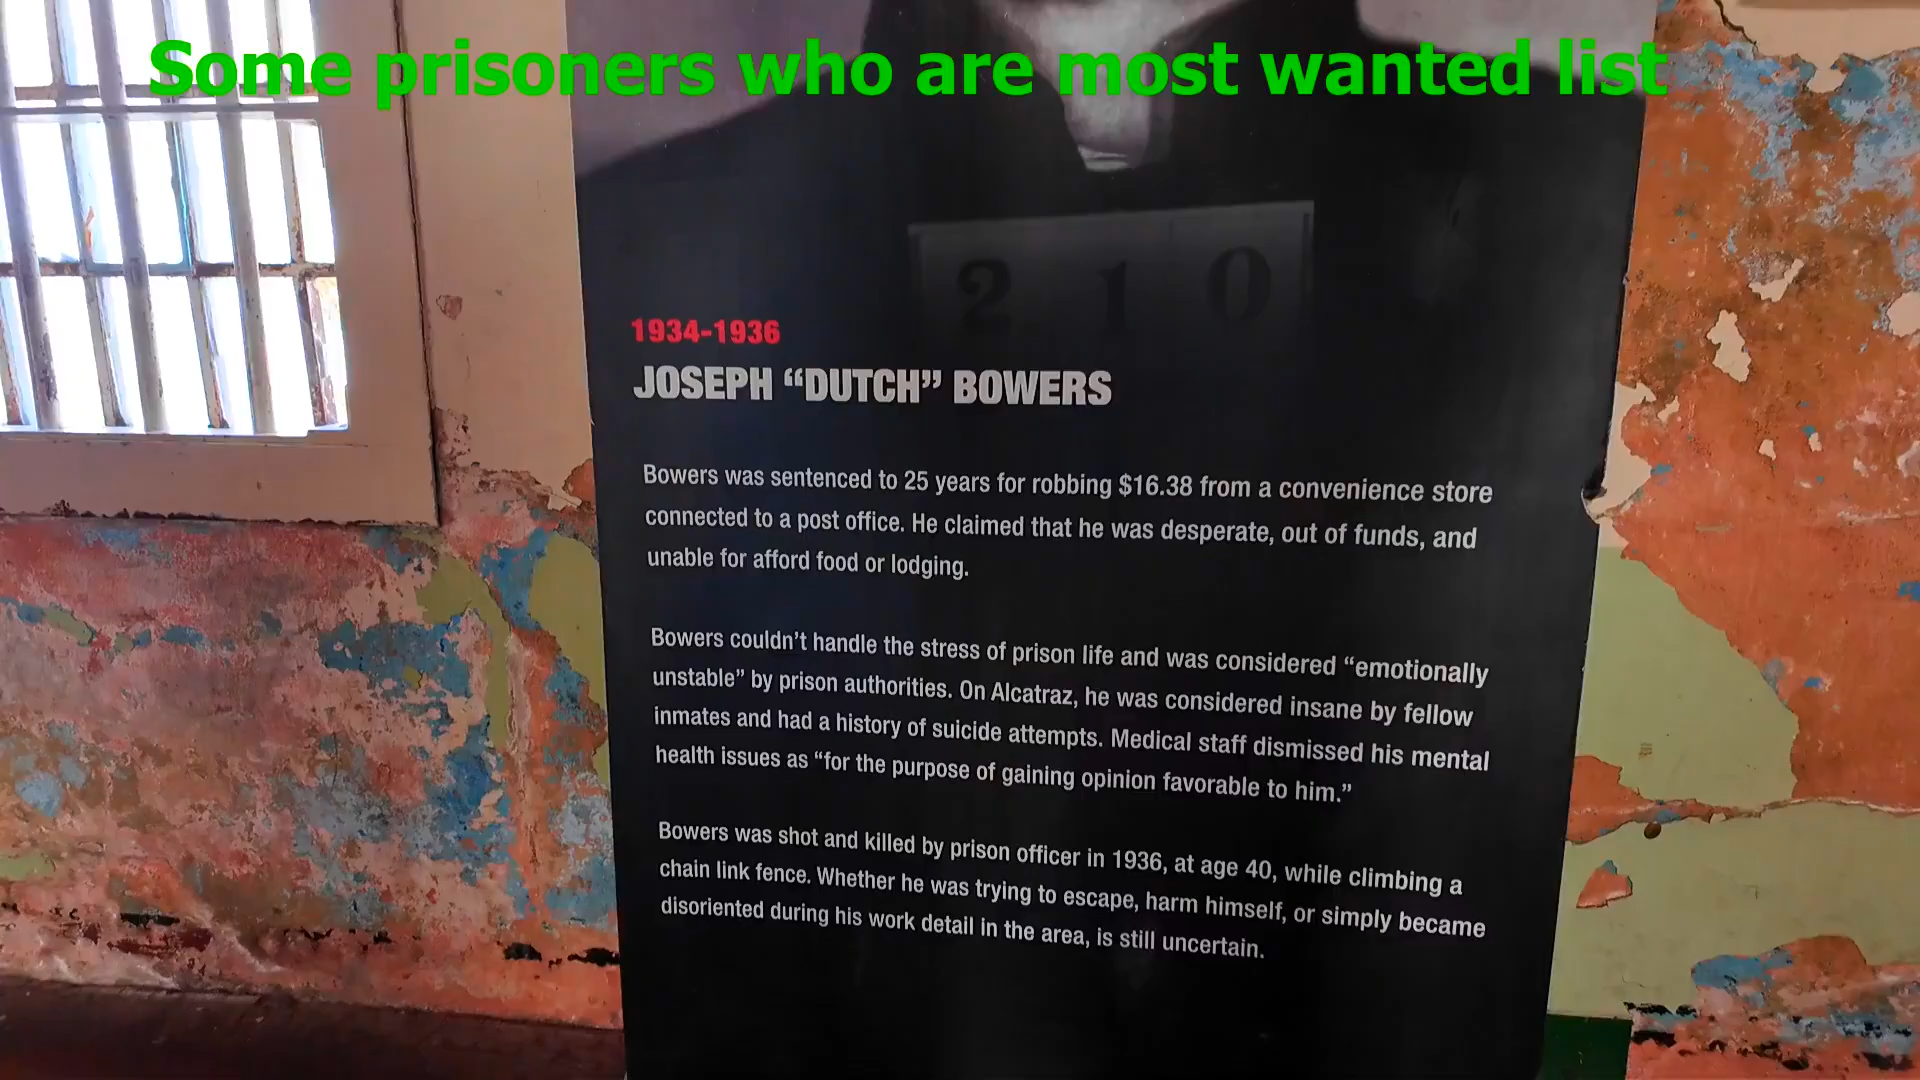 Some prisoners who are most wanted list
2 1 0
1934-1936
JOSEPH “DUTCH” BOWERS
Bowers was sentenced to 25 years for robbing $16.38 from a convenience store
connected to a post office. He claimed that he was desperate, out of funds, and
unable for afford food or lodging.
Bowers couldn’t handle the stress of prison life and was considered “emotionally
unstable” by prison authorities. On Alcatraz, he was considered insane by fellow
inmates and had a history of suicide attempts. Medical staff dismissed his mental
health issues as “for the purpose of gaining opinion favorable to him.”
Bowers was shot and killed by prison officer in 1936, at age 40, while climbing a
chain link fence. Whether he was trying to escape, harm himself, or simply became
disoriented during his work detail in the area, is still uncertain.